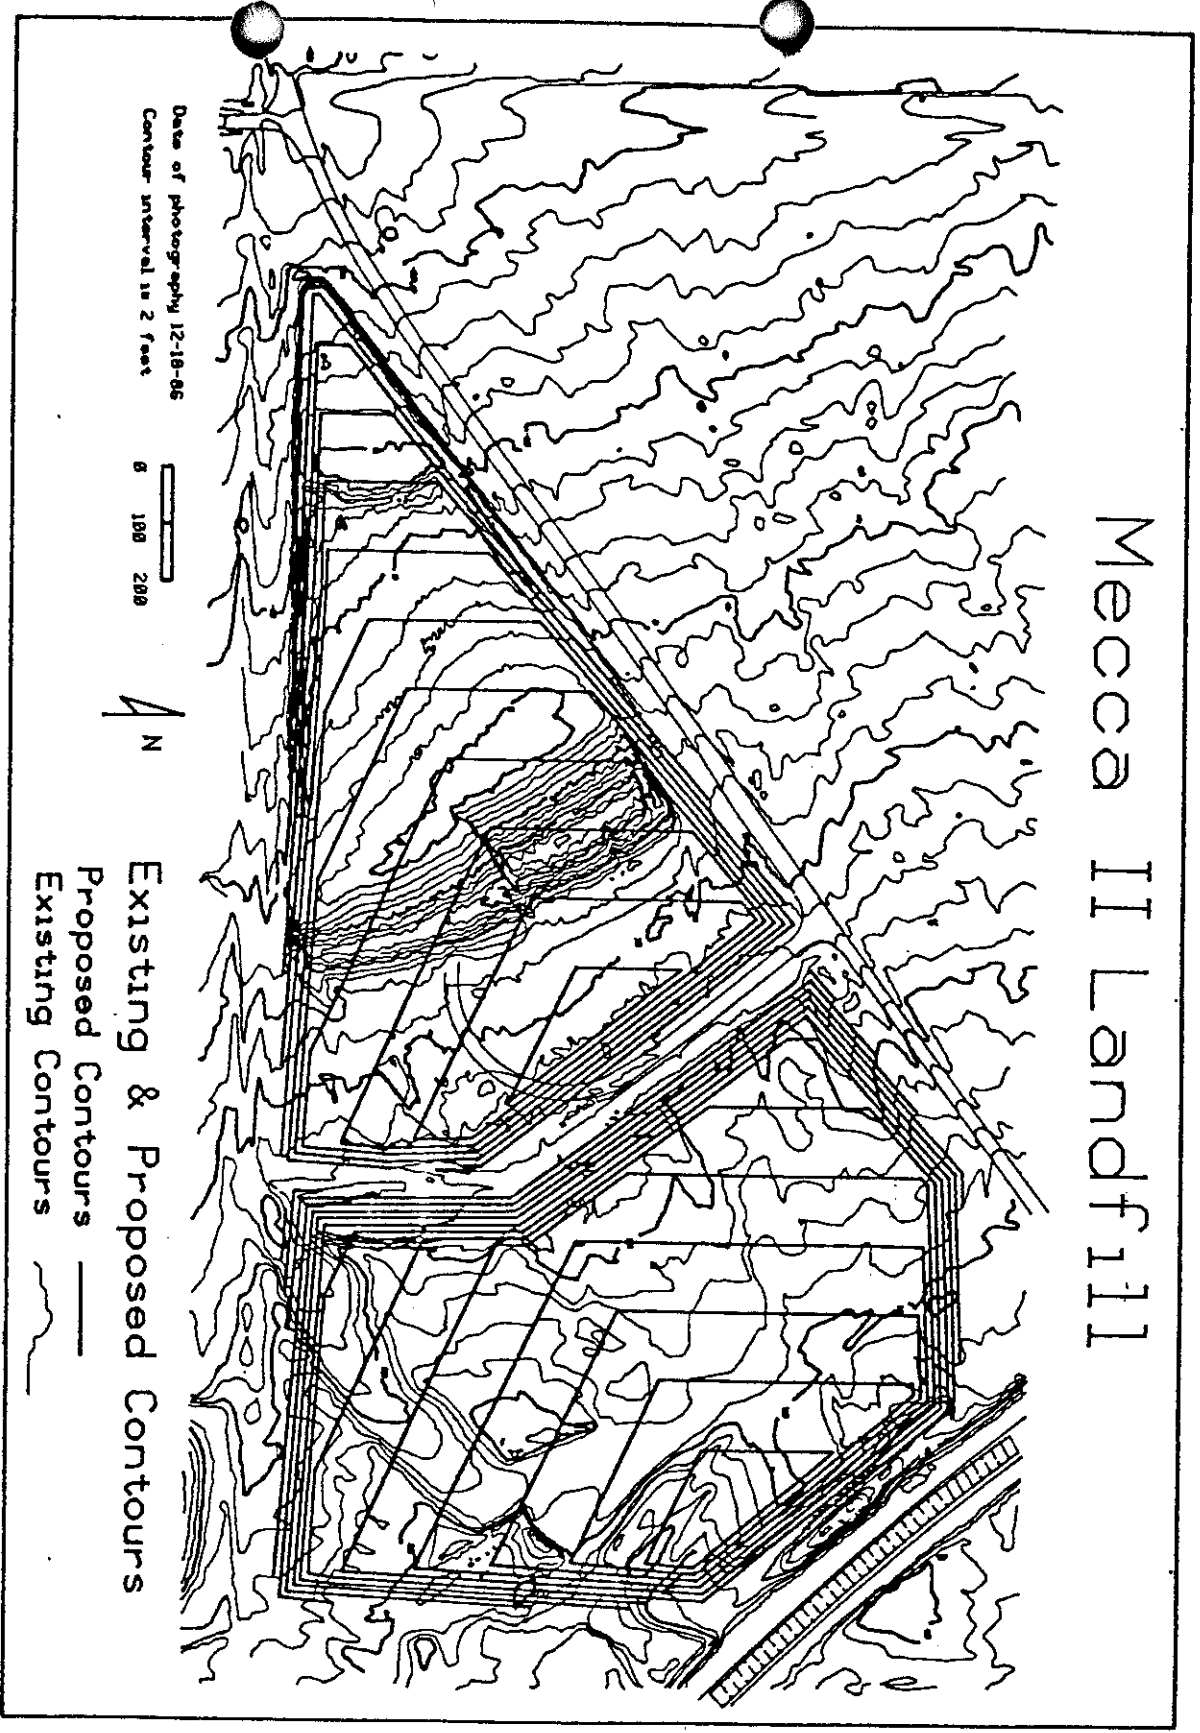 Mecca II Landfill
Date of photography 12-18-86
Contour interval is 2 feet
0 100 200
N
Existing & Proposed Contours
Proposed Contours
Existing Contours